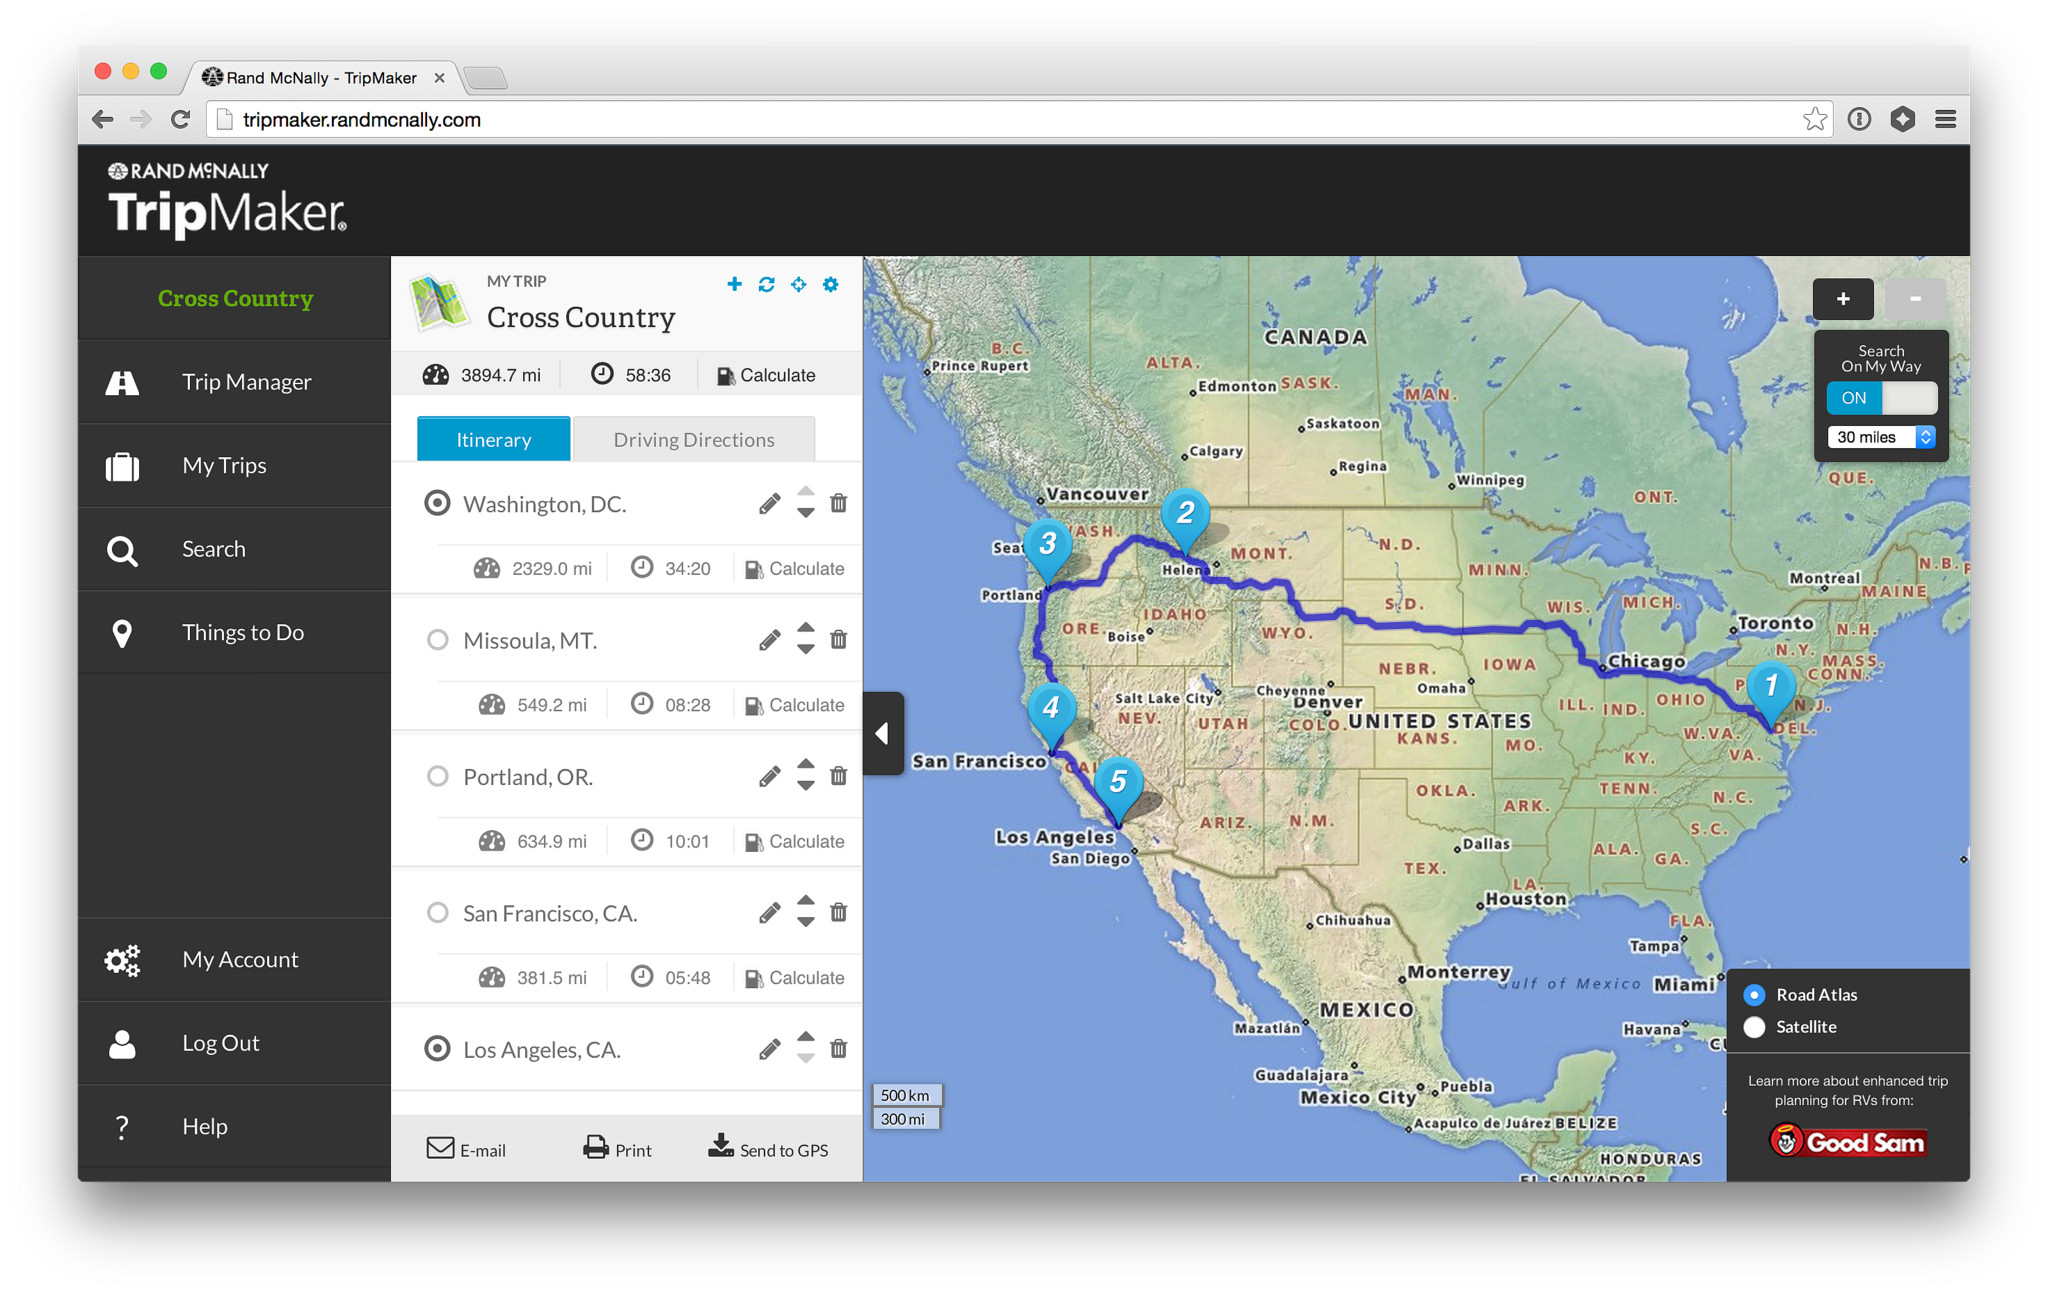 Rand McNally - TripMaker
tripmaker.randmcnally.com
RAND McNALLY
TripMaker®
Cross Country
Trip Manager
My Trips
Search
Things to Do
My Account
Log Out
? Help
MY TRIP
Cross Country
3894.7 mi 58:36 Calculate
Itinerary Driving Directions
Washington, DC.
2329.0 mi 34:20 Calculate
Missoula, MT.
549.2 mi 08:28 Calculate
Portland, OR.
634.9 mi 10:01 Calculate
San Francisco, CA.
381.5 mi 05:48 Calculate
Los Angeles, CA.
E-mail Print Send to GPS
+ -
Search
On My Way
ON
30 miles
CANADA
B.C.
Prince Rupert
ALTA.
Edmonton
SASK.
MAN.
Saskatoon
Calgary
Regina
Winnipeg
ONT.
QUE.
Vancouver
2
3
WASH.
Sea
MONT.
N.D.
Helena
MINN.
Montreal
N.B.
MAINE
Portland
IDAHO
S.D.
WIS.
MICH.
Toronto
N.H.
ORE.
Boise
WYO.
N.Y.
MASS.
CONN.
NEBR.
IOWA
Chicago
1
4
Salt Lake City
Cheyenne
Omaha
Denver
OHIO
N.J.
NEV.
UTAH
COLO.
UNITED STATES
ILL.
IND.
DEL.
KANS.
MO.
W.VA.
VA.
San Francisco
KY.
5
OKLA.
TENN.
N.C.
ARIZ.
N.M.
ARK.
S.C.
Los Angeles
San Diego
Dallas
ALA.
GA.
TEX.
LA.
Houston
Chihuahua
FLA.
Tampa
Monterrey
Gulf of Mexico
Miami
MEXICO
Mazatlán
Havana
Guadalajara
Puebla
Mexico City
Acapulco de Juárez
BELIZE
HONDURAS
EL SALVADOR
500 km
300 mi
Road Atlas
Satellite
Learn more about enhanced trip
planning for RVs from:
Good Sam